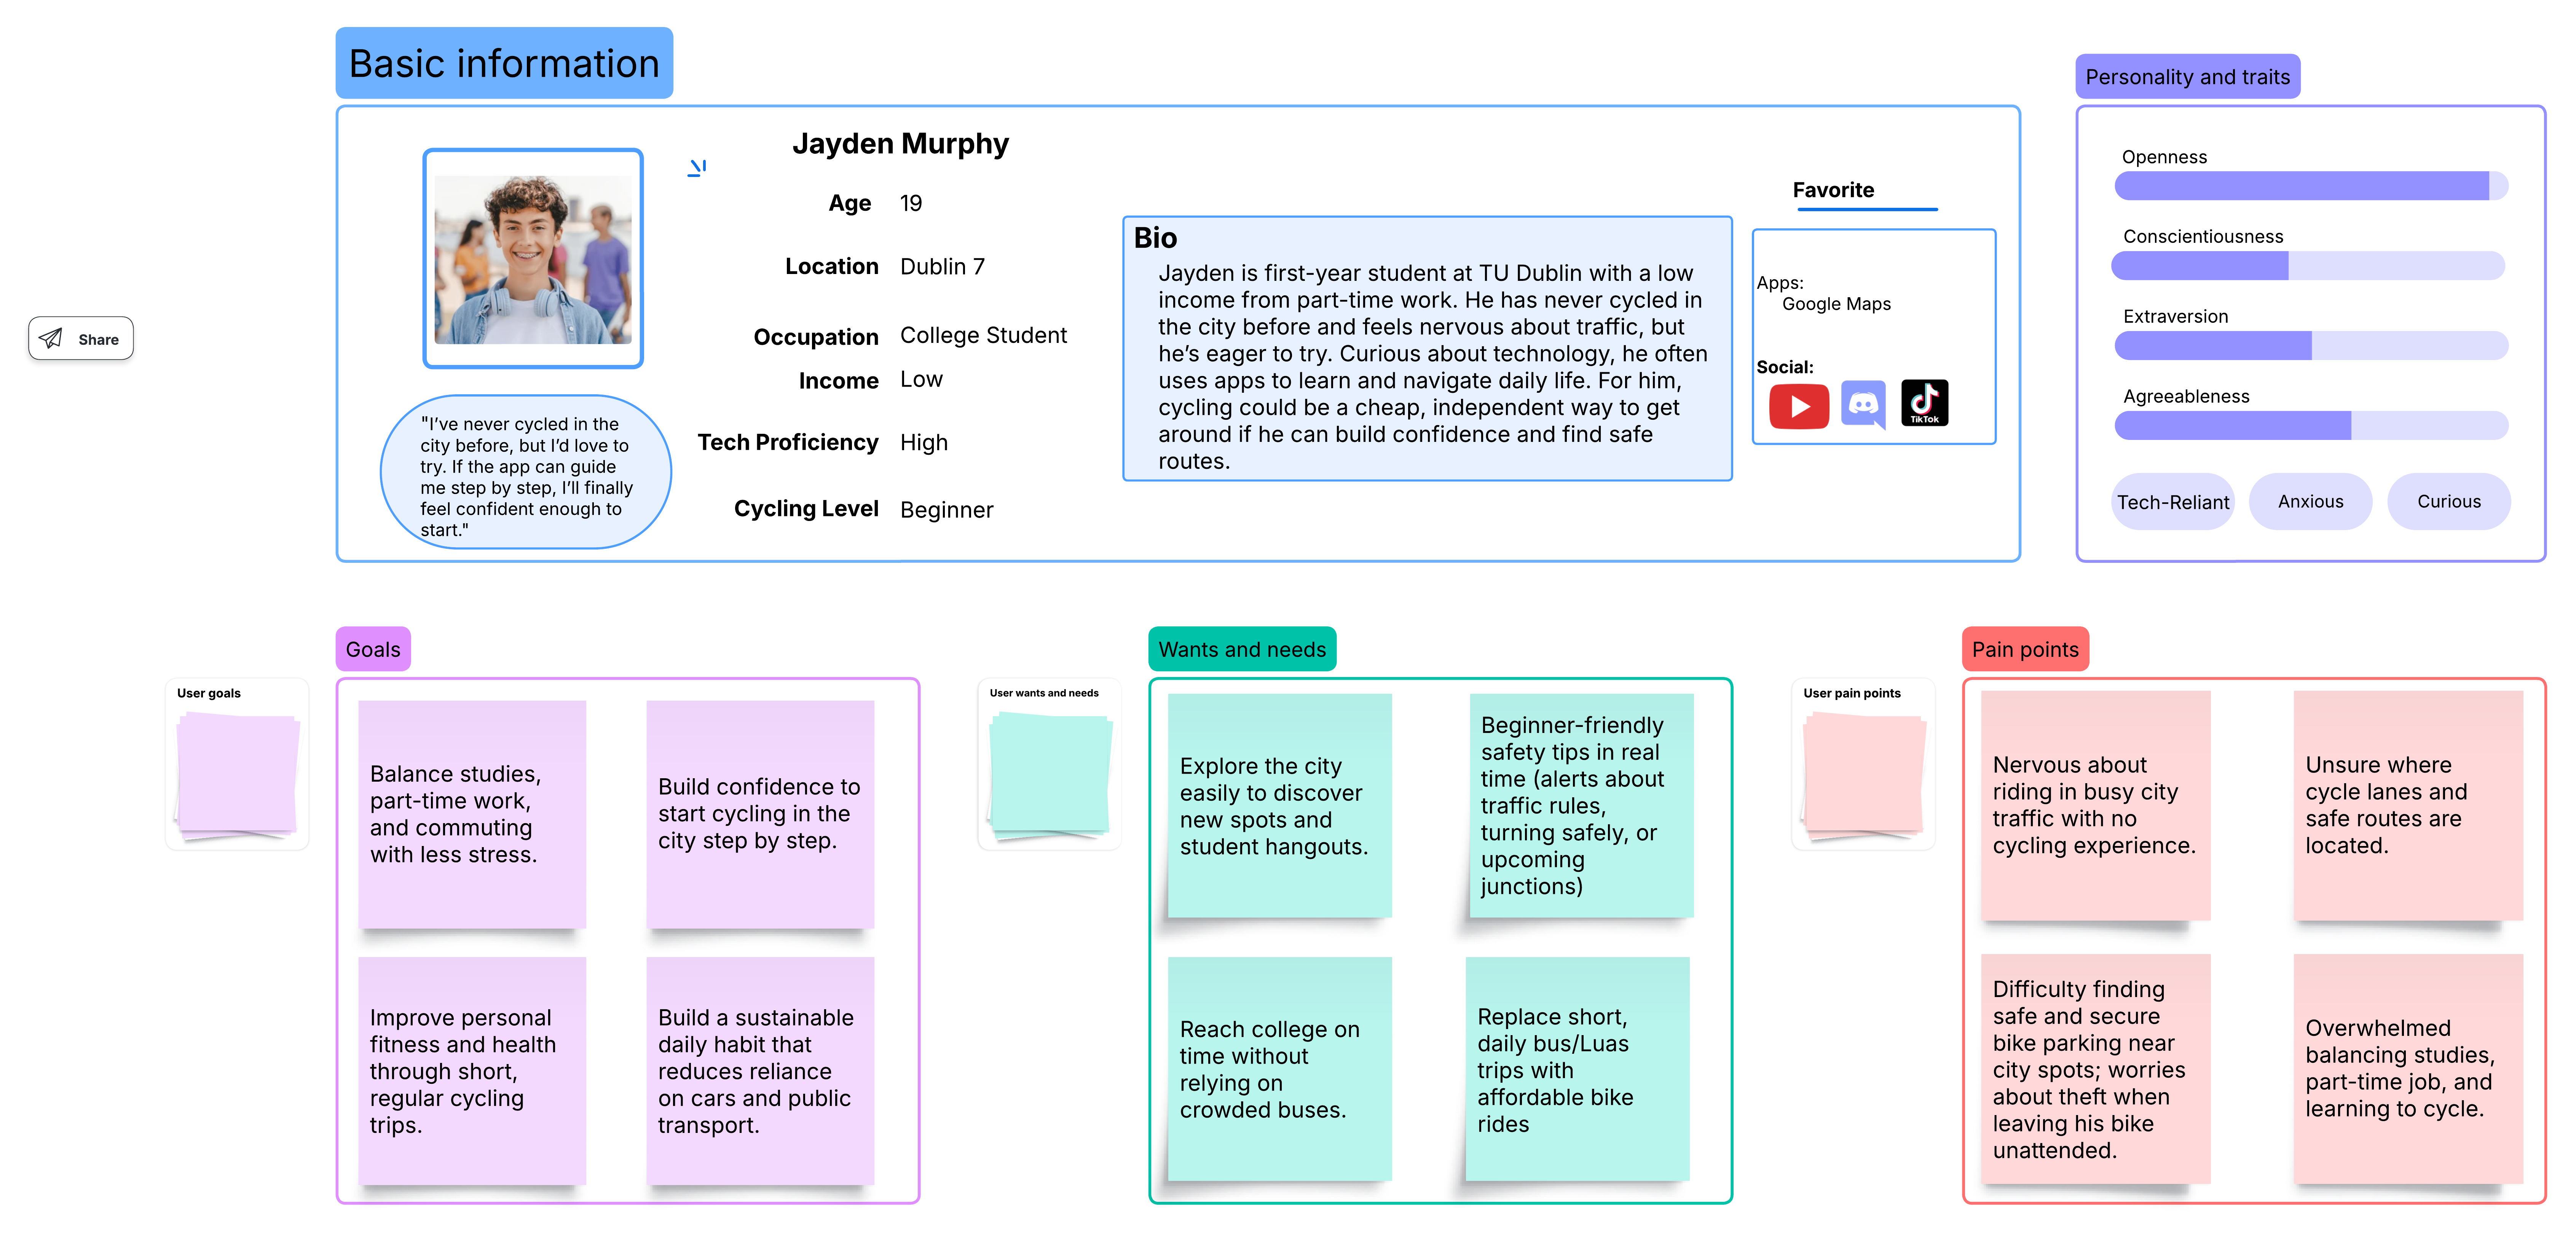 Basic information
Personality and traits
Share
Jayden Murphy
Age 19
Location Dublin 7
Occupation College Student
Income Low
Tech Proficiency High
Cycling Level Beginner
"I've never cycled in the
city before, but I'd love to
try. If the app can guide
me step by step, I'll finally
feel confident enough to
start."
Bio
Jayden is first-year student at TU Dublin with a low
income from part-time work. He has never cycled in
the city before and feels nervous about traffic, but
he's eager to try. Curious about technology, he often
uses apps to learn and navigate daily life. For him,
cycling could be a cheap, independent way to get
around if he can build confidence and find safe
routes.
Favorite
Apps:
Google Maps
Social:
TikTok
Openness
Conscientiousness
Extraversion
Agreeableness
Tech-Reliant
Anxious
Curious
Goals
User goals
Balance studies,
part-time work,
and commuting
with less stress.
Build confidence to
start cycling in the
city step by step.
Improve personal
fitness and health
through short,
regular cycling
trips.
Build a sustainable
daily habit that
reduces reliance
on cars and public
transport.
Wants and needs
User wants and needs
Explore the city
easily to discover
new spots and
student hangouts.
Beginner-friendly
safety tips in real
time (alerts about
traffic rules,
turning safely, or
upcoming
junctions)
Reach college on
time without
relying on
crowded buses.
Replace short,
daily bus/Luas
trips with
affordable bike
rides
Pain points
User pain points
Nervous about
riding in busy city
traffic with no
cycling experience.
Unsure where
cycle lanes and
safe routes are
located.
Difficulty finding
safe and secure
bike parking near
city spots; worries
about theft when
leaving his bike
unattended.
Overwhelmed
balancing studies,
part-time job, and
learning to cycle.